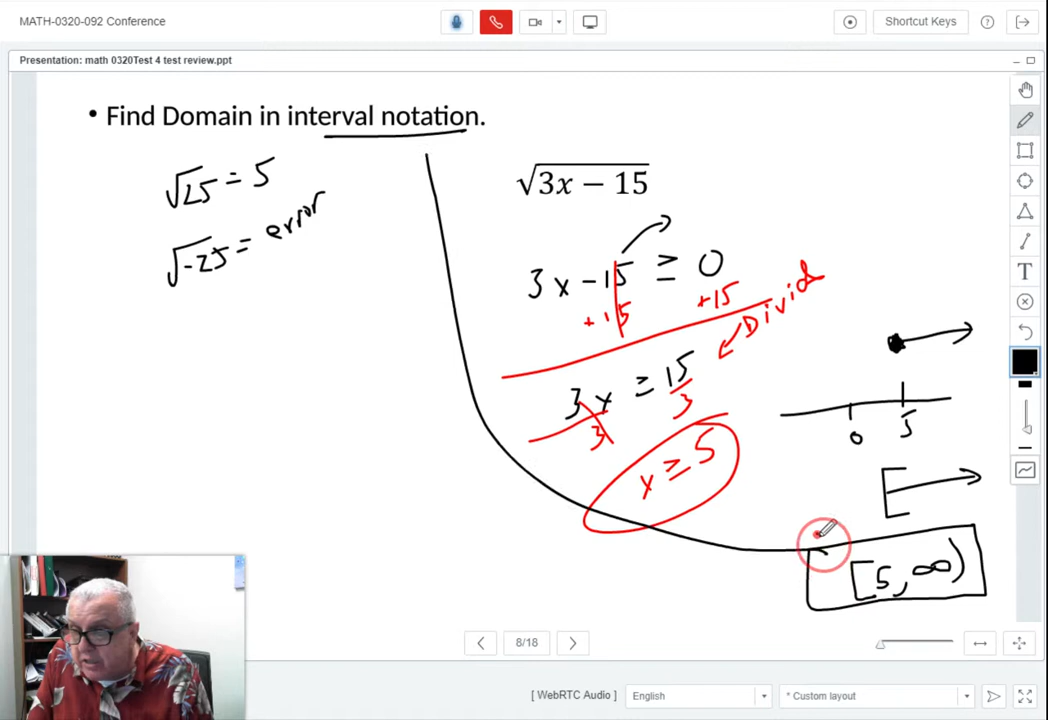 MATH-0320-092 Conference
Shortcut Keys
Presentation: math 0320Test 4 test review.ppt
• Find Domain in interval notation.
√25 = 5
√-25 = error
√3x − 15
3x − 15 ≥ 0
+15 +15
Divid
3x ≥ 15
3 3
x ≥ 5
0 5
[
[5, ∞)
T
8/18
[ WebRTC Audio ] English * Custom layout